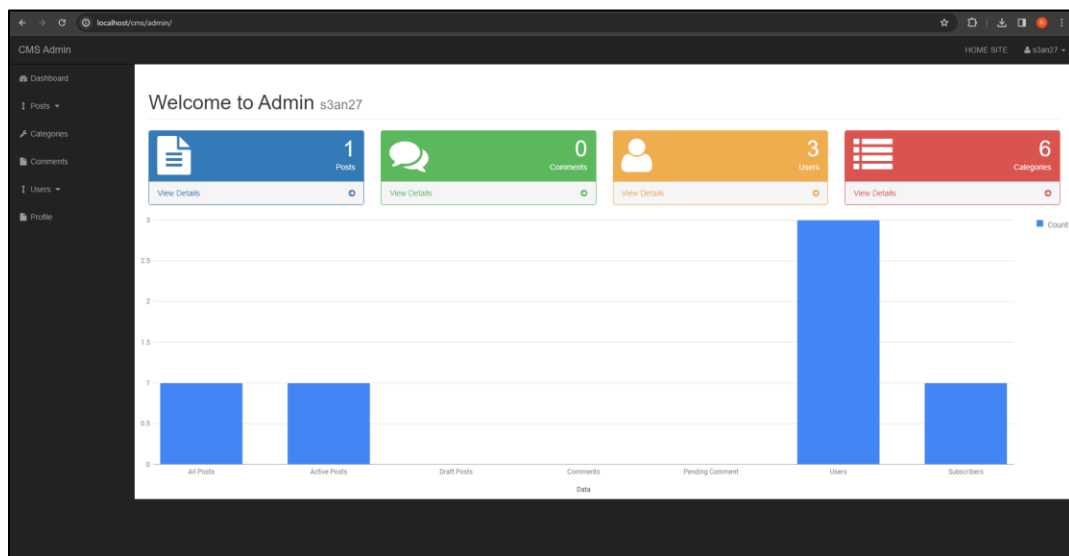 localhost/cms/admin/
CMS Admin
HOME SITE
s3an27
Dashboard
Posts
Categories
Comments
Users
Profile
Welcome to Admin s3an27
1
Posts
View Details
0
Comments
View Details
3
Users
View Details
6
Categories
View Details
3
2.5
2
1.5
1
0.5
0
Count
All Posts
Active Posts
Draft Posts
Comments
Pending Comment
Users
Subscribers
Data